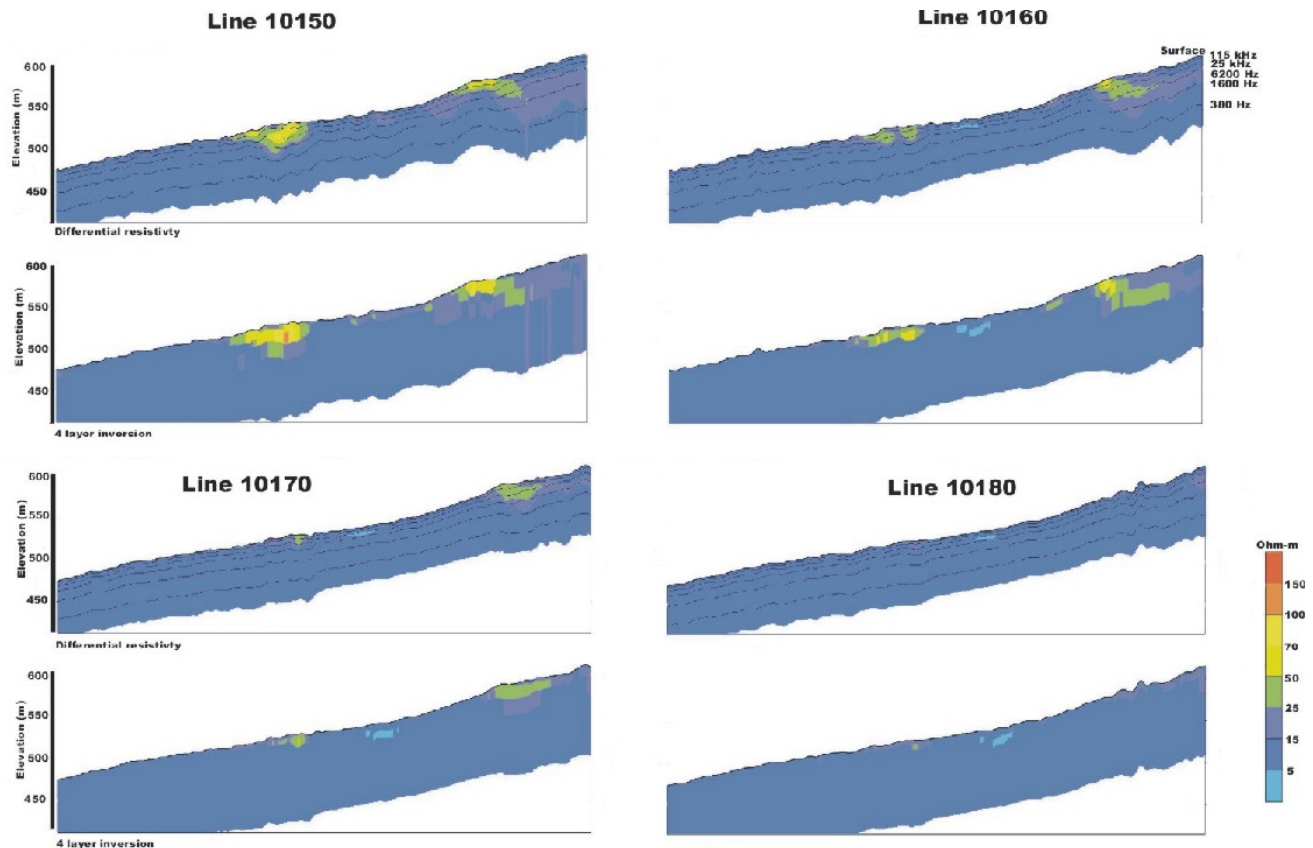 Line 10150
Line 10160
Elevation (m)
600
550
500
450
Differential resistivty
Surface
115 kHz
25 kHz
6200 Hz
1600 Hz
380 Hz
Elevation (m)
600
550
500
450
4 layer inversion
Line 10170
Line 10180
Elevation (m)
600
550
500
450
Differential resistivty
Elevation (m)
600
550
500
450
4 layer inversion
Ohm-m
150
100
70
50
25
15
5